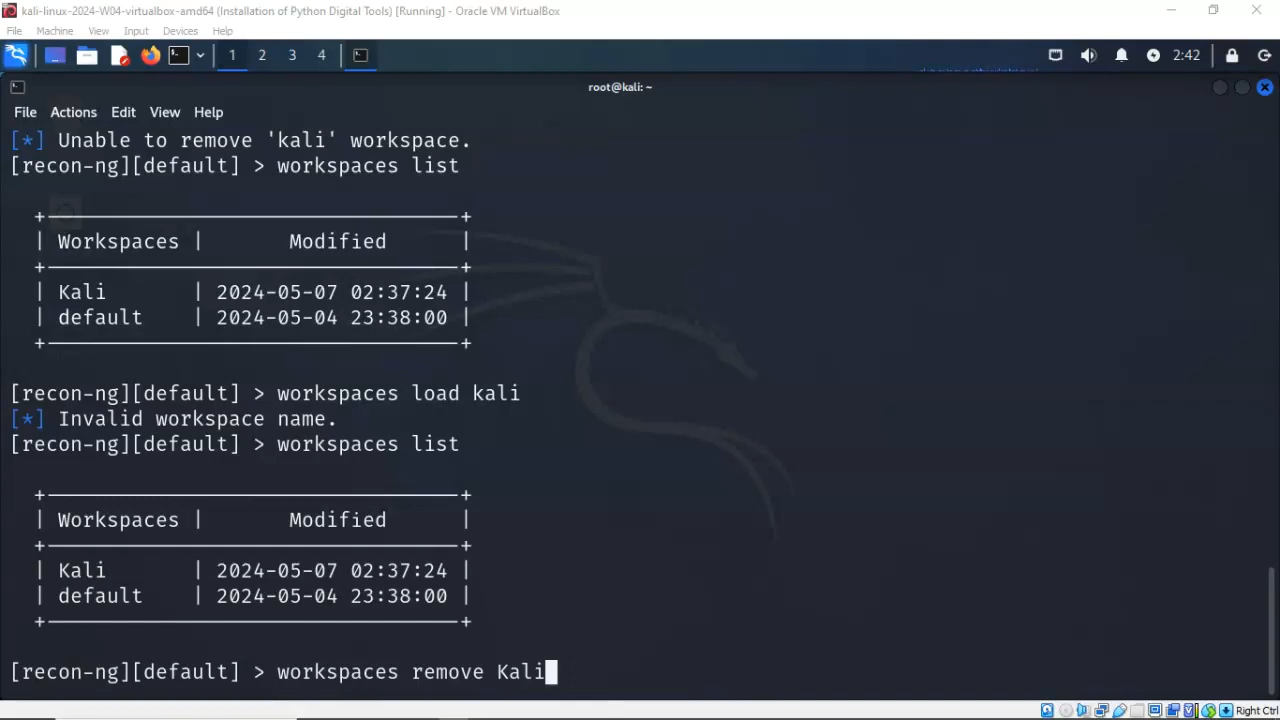 kali-linux-2024-W04-virtualbox-amd64 (Installation of Python Digital Tools) [Running] - Oracle VM VirtualBox
File Machine View Input Devices Help
1 2 3 4 2:42
root@kali: ~
File Actions Edit View Help
[*] Unable to remove 'kali' workspace.
[recon-ng][default] > workspaces list
| Workspaces | Modified |
| Kali | 2024-05-07 02:37:24 |
| default | 2024-05-04 23:38:00 |
[recon-ng][default] > workspaces load kali
[*] Invalid workspace name.
[recon-ng][default] > workspaces list
| Workspaces | Modified |
| Kali | 2024-05-07 02:37:24 |
| default | 2024-05-04 23:38:00 |
[recon-ng][default] > workspaces remove Kali
Right Ctrl